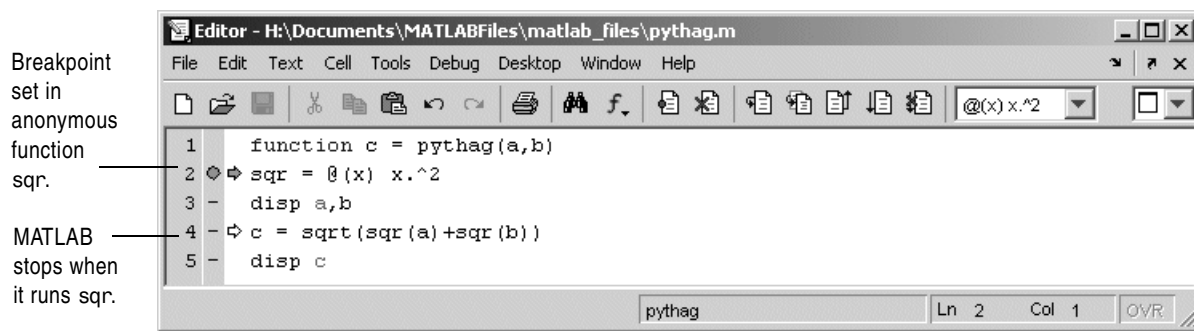 Editor - H:\Documents\MATLABFiles\matlab_files\pythag.m
File Edit Text Cell Tools Debug Desktop Window Help
@(x) x.^2
Breakpoint
set in
anonymous
function
sqr.
MATLAB
stops when
it runs sqr.
1 function c = pythag(a,b)
2 sqr = @(x) x.^2
3 - disp a,b
4 - c = sqrt(sqr(a)+sqr(b))
5 - disp c
pythag Ln 2 Col 1 OVR